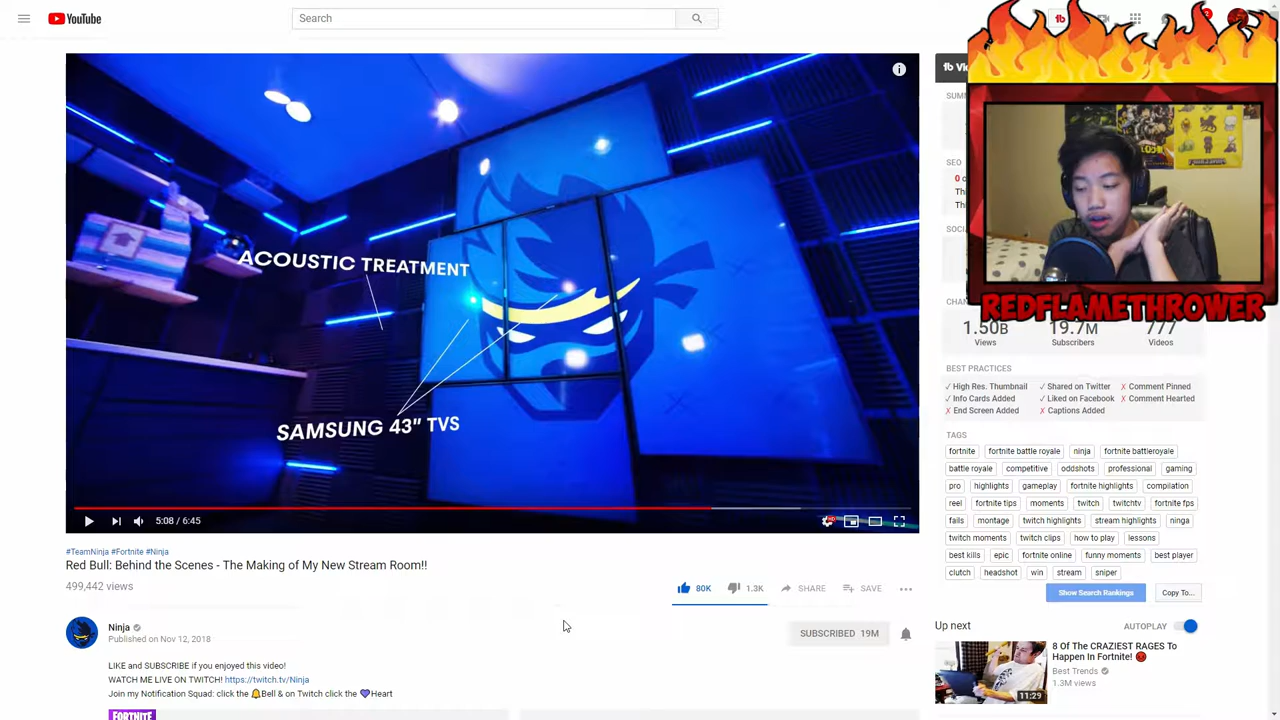 YouTube
Search
ACOUSTIC TREATMENT
SAMSUNG 43" TVS
5:08 / 6:45
#TeamNinja #Fortnite #Ninja
Red Bull: Behind the Scenes - The Making of My New Stream Room!!
499,442 views
80K
1.3K
SHARE
SAVE
Ninja
Published on Nov 12, 2018
SUBSCRIBED 19M
LIKE and SUBSCRIBE if you enjoyed this video!
WATCH ME LIVE ON TWITCH! https://twitch.tv/Ninja
Join my Notification Squad: click the Bell & on Twitch click the Heart
FORTNITE
REDFLAMETHROWER
1.50B 19.7M 777
Views Subscribers Videos
BEST PRACTICES
High Res. Thumbnail Shared on Twitter Comment Pinned
Info Cards Added Liked on Facebook Comment Hearted
End Screen Added Captions Added
TAGS
fortnite fortnite battle royale ninja fortnite battleroyale
battle royale competitive oddshots professional gaming
pro highlights gameplay fortnite highlights compilation
reel fortnite tips moments twitch twitchtv fortnite fps
fails montage twitch highlights stream highlights ninga
twitch moments twitch clips how to play lessons
best kills epic fortnite online funny moments best player
clutch headshot win stream sniper
Show Search Rankings Copy To...
Up next
AUTOPLAY
8 Of The CRAZIEST RAGES To
Happen In Fortnite!
Best Trends
1.3M views
11:29